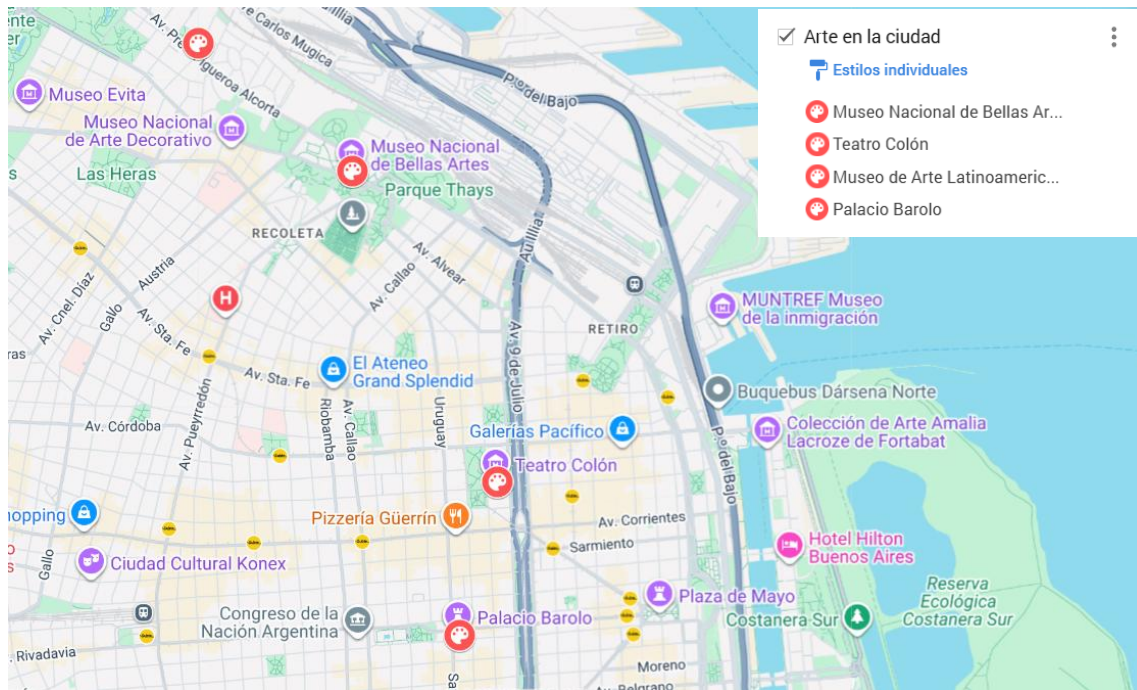 Arte en la ciudad
Estilos individuales
Museo Nacional de Bellas Ar...
Teatro Colón
Museo de Arte Latinoameric...
Palacio Barolo
Carlos Mugica
Figueroa Alcorta
P.º del Bajo
Museo Evita
Museo Nacional
de Arte Decorativo
Museo Nacional
de Bellas Artes
Las Heras
Parque Thays
RECOLETA
Autilllia
Av. Alvear
Av. Callao
Austria
Gallo
Av. Cnel. Díaz
H
Av. Sta. Fe
RETIRO
MUNTREF Museo
de la inmigración
El Ateneo
Grand Splendid
Av. Sta. Fe
Av. 9 de Julio
Buquebus Dársena Norte
Riobamba
Av. Callao
Uruguay
Av. Pueyrredón
Av. Córdoba
Galerías Pacífico
Colección de Arte Amalia
Lacroze de Fortabat
P.º del Bajo
Teatro Colón
Pizzería Güerrín
Av. Corrientes
Sarmiento
Hotel Hilton
Buenos Aires
Gallo
Ciudad Cultural Konex
Reserva
Ecológica
Costanera Sur
Plaza de Mayo
Costanera Sur
Congreso de la
Nación Argentina
Palacio Barolo
Rivadavia
Moreno
Av. Belgrano